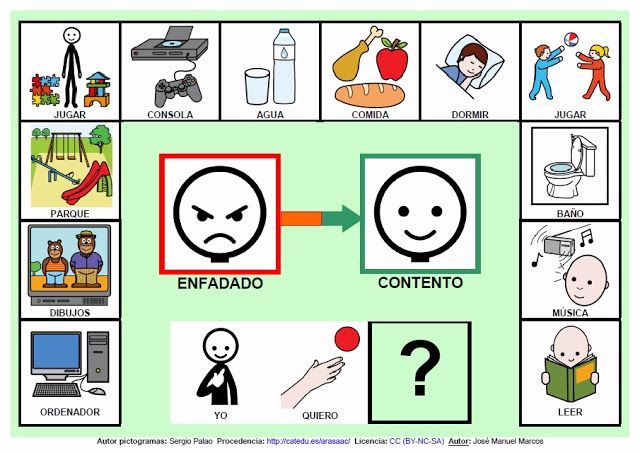 JUGAR
CONSOLA
AGUA
COMIDA
DORMIR
JUGAR
PARQUE
BAÑO
ENFADADO
CONTENTO
DIBUJOS
MÚSICA
?
ORDENADOR
YO
QUIERO
LEER
Autor pictogramas: Sergio Palao Procedencia: http://catedu.es/arasaac/ Licencia: CC (BY-NC-SA) Autor: José Manuel Marcos